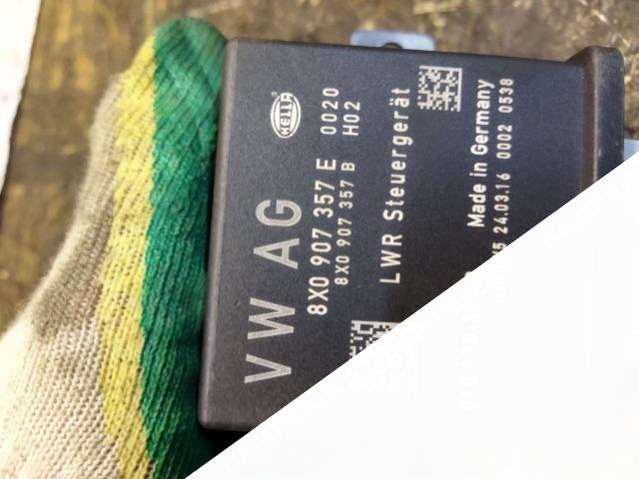 VW AG
HELLA
8X0 907 357 E 0020
8X0 907 357 B H02
LWR Steuergerät
Made in Germany
24.03.16 0002 0538